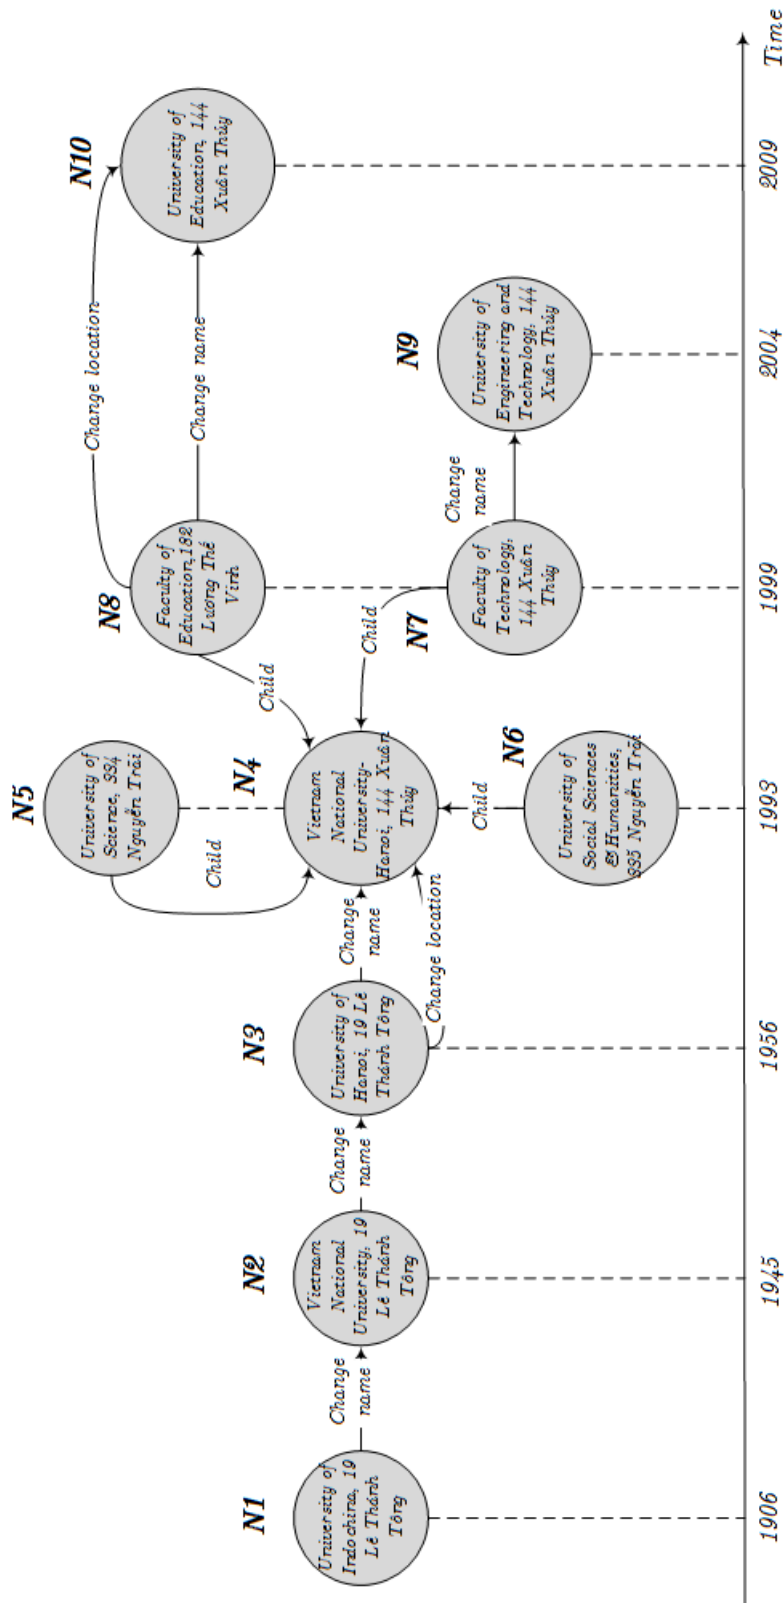 N1
University of
Indochina, 19
Lê Thánh
Tông
Change
name
N2
Vietnam
National
University, 19
Lê Thánh
Tông
Change
name
N3
University of
Hanoi, 19 Lê
Thánh Tông
Change
name
Change location
N4
Vietnam
National
University-
Hanoi, 144 Xuân
Thủy
N5
University of
Science, 334
Nguyễn Trãi
Child
N6
University of
Social Sciences
& Humanities,
335 Nguyễn Trãi
Child
N7
Faculty of
Technology,
144 Xuân
Thủy
Child
N8
Faculty of
Education,182
Lương Thế
Vinh
Child
Change
name
Change location
Change name
N9
University of
Engineering and
Technology, 144
Xuân Thủy
N10
University of
Education, 144
Xuân Thủy
1906
1945
1956
1993
1999
2004
2009
Time